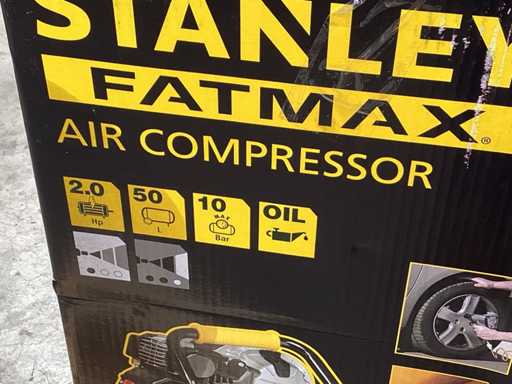 STANLEY
FATMAX®
AIR COMPRESSOR
2.0 50 10 OIL
MAX
Hp L Bar